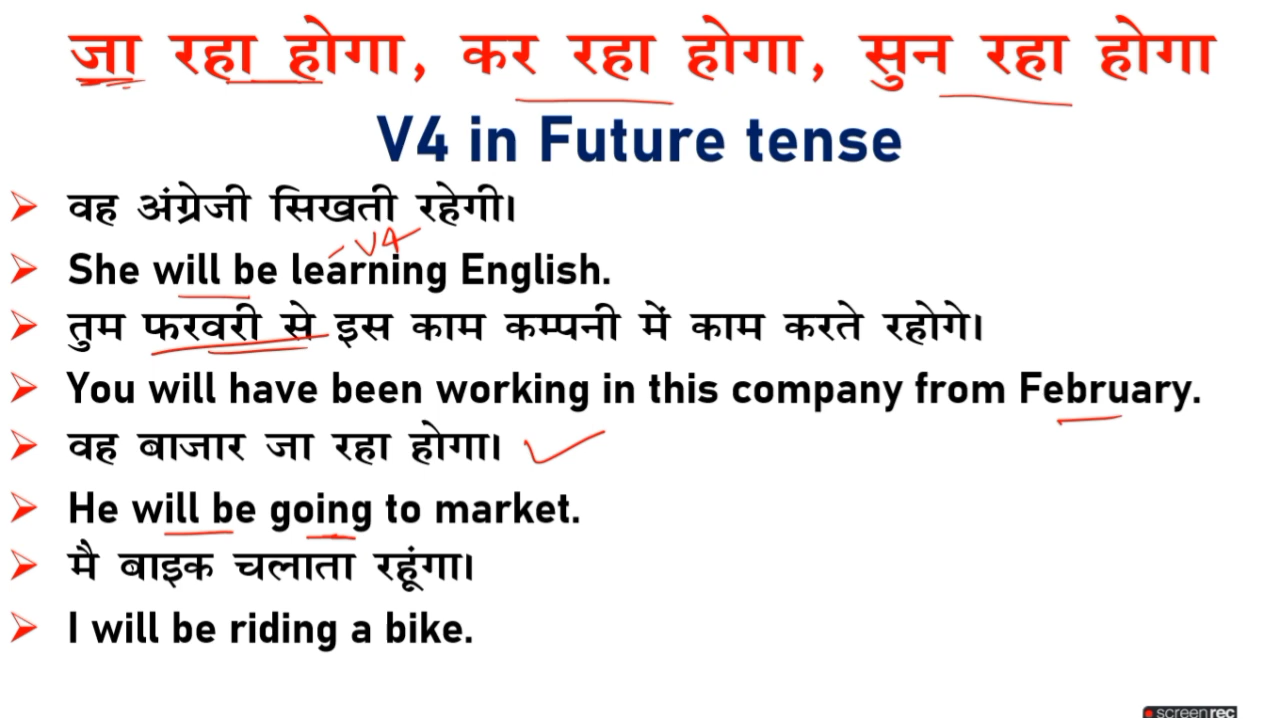 जा रहा होगा, कर रहा होगा, सुन रहा होगा
V4 in Future tense
वह अंग्रेजी सिखती रहेगी।
V4
She will be learning English.
तुम फरवरी से इस काम कम्पनी में काम करते रहोगे।
You will have been working in this company from February.
वह बाजार जा रहा होगा।
He will be going to market.
मै बाइक चलाता रहूंगा।
I will be riding a bike.
screenrec